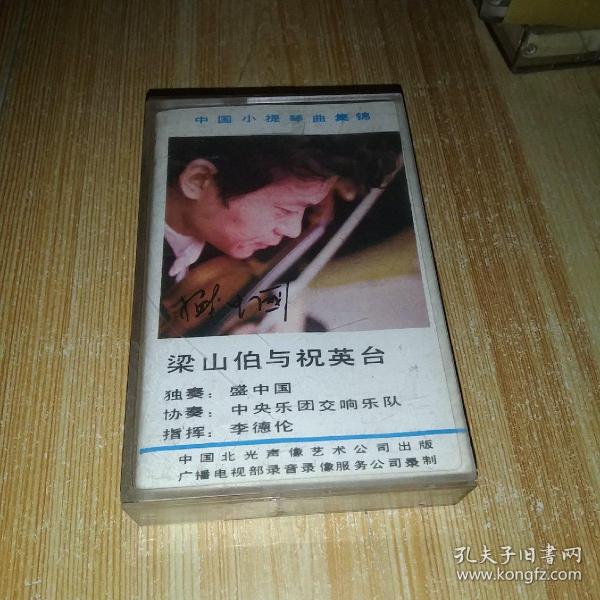 中国小提琴曲集锦
盛中国
梁山伯与祝英台
独奏：盛中国
协奏：中央乐团交响乐队
指挥：李德伦
中国北光声像艺术公司出版
广播电视部录音录像服务公司录制
孔夫子旧书网
www.kongfz.com